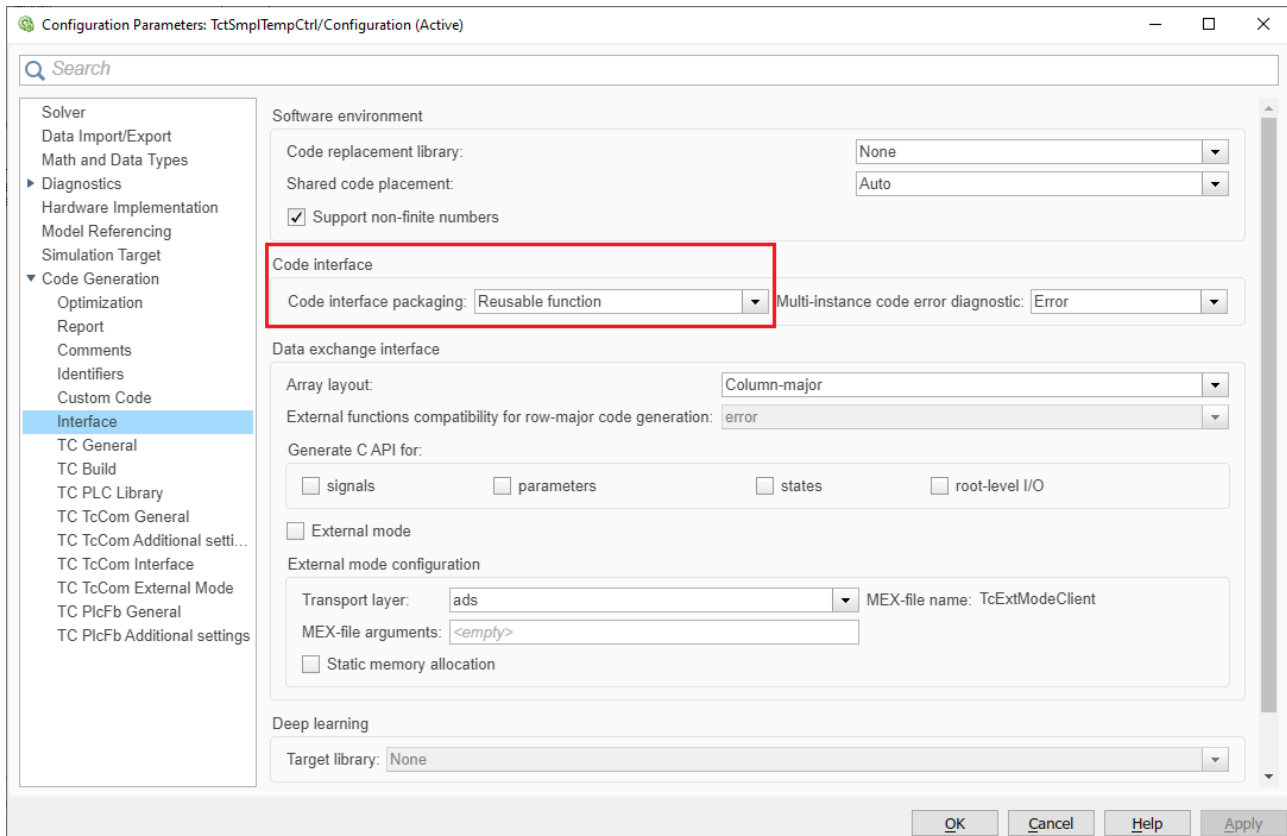 Configuration Parameters: TctSmplTempCtrl/Configuration (Active)
Search
Solver
Data Import/Export
Math and Data Types
Diagnostics
Hardware Implementation
Model Referencing
Simulation Target
Code Generation
Optimization
Report
Comments
Identifiers
Custom Code
Interface
TC General
TC Build
TC PLC Library
TC TcCom General
TC TcCom Additional setti...
TC TcCom Interface
TC TcCom External Mode
TC PlcFb General
TC PlcFb Additional settings
Software environment
Code replacement library: None
Shared code placement: Auto
Support non-finite numbers
Code interface
Code interface packaging: Reusable function Multi-instance code error diagnostic: Error
Data exchange interface
Array layout: Column-major
External functions compatibility for row-major code generation: error
Generate C API for:
signals parameters states root-level I/O
External mode
External mode configuration
Transport layer: ads MEX-file name: TcExtModeClient
MEX-file arguments: <empty>
Static memory allocation
Deep learning
Target library: None
OK Cancel Help Apply